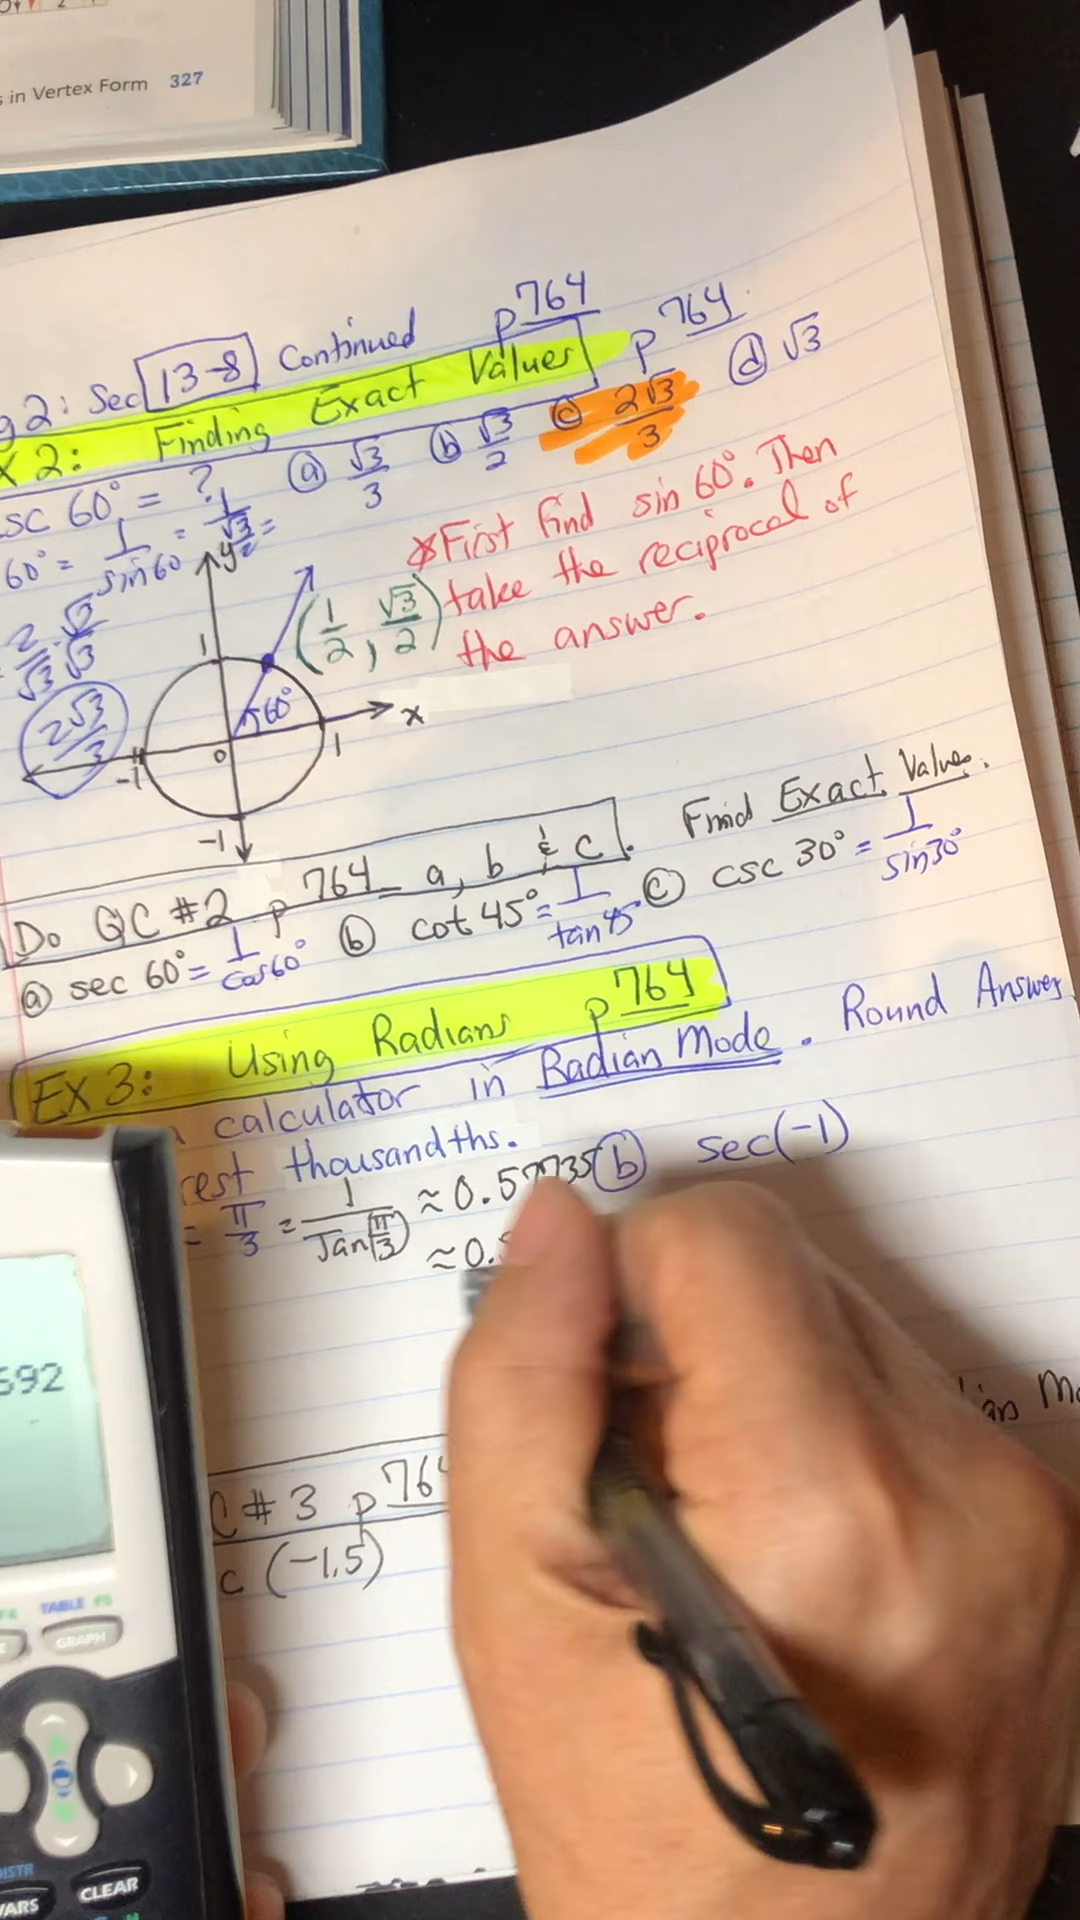 in Vertex Form 327
g 2: Sec 13-8 Continued p 764
X 2: Finding Exact Values p 764
sc 60° = ? ⓐ √3/3 ⓑ √3/2 ⓒ 2√3/3 ⓓ √3
60° = 1/sin 60 = 1/(√3/2) =
2/√3 · √3/√3
2√3/3
*First find sin 60°. Then
take the reciprocal of
the answer.
(1/2, √3/2)
y
1
60°
x
-1 0 1
-1
Do QC #2 p 764 a, b & c. Find Exact Values.
ⓐ sec 60° = 1/cos 60° ⓑ cot 45° = 1/tan 45° ⓒ csc 30° = 1/sin 30°
EX 3: Using Radians p 764
calculator in Radian Mode. Round Answer
rest thousandths.
= π/3 = 1/Tan(π/3) ≈ 0.57735 ⓑ sec(-1)
≈ 0.
692
C #3 p 764
c (-1.5)
TABLE F5
GRAPH
DISTR
VARS CLEAR